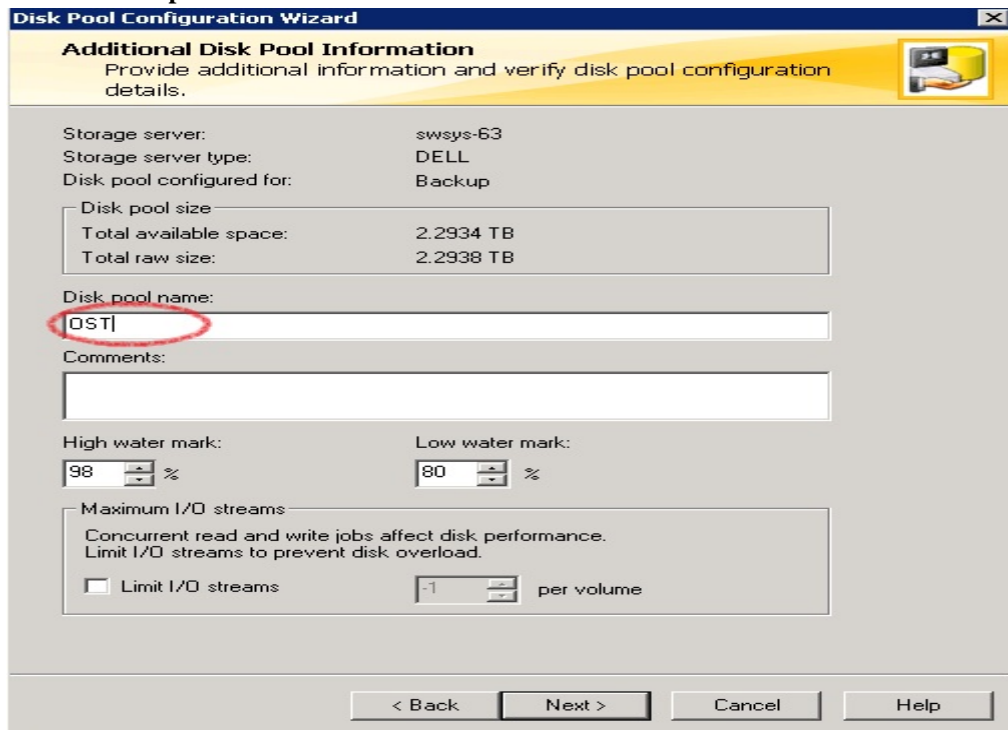 Disk Pool Configuration Wizard
Additional Disk Pool Information
Provide additional information and verify disk pool configuration
details.
Storage server: swsys-63
Storage server type: DELL
Disk pool configured for: Backup
Disk pool size
Total available space: 2.2934 TB
Total raw size: 2.2938 TB
Disk pool name:
OST
Comments:
High water mark: Low water mark:
98 % 80 %
Maximum I/O streams
Concurrent read and write jobs affect disk performance.
Limit I/O streams to prevent disk overload.
Limit I/O streams -1 per volume
< Back Next > Cancel Help